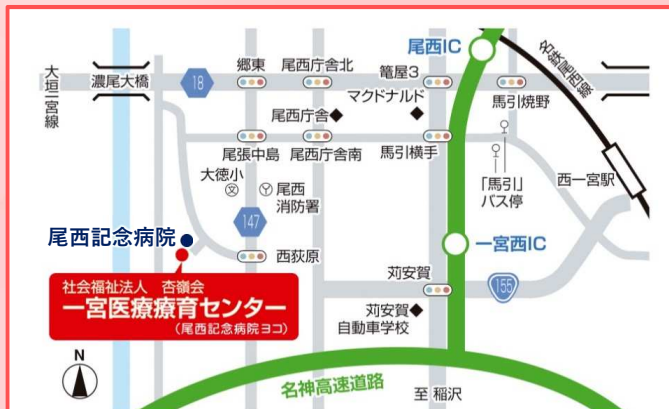 尾西IC
名鉄尾西線
大垣一宮線
濃尾大橋
18
郷東
尾西庁舎北
篭屋3
馬引焼野
マクドナルド
尾西庁舎
尾張中島
尾西庁舎南
馬引横手
大徳小
文
Y
尾西
消防署
「馬引」
バス停
西一宮駅
147
尾西記念病院
西荻原
一宮西IC
苅安賀
155
社会福祉法人　杏嶺会
一宮医療療育センター
(尾西記念病院ヨコ)
苅安賀
自動車学校
N
名神高速道路
至 稲沢